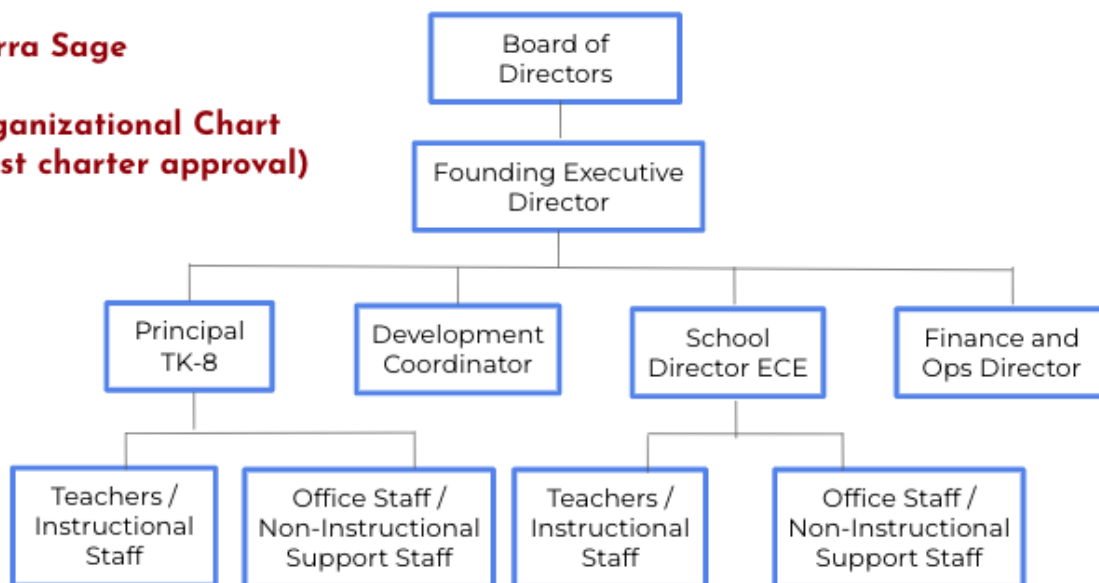 rra Sage
ganizational Chart
st charter approval)
Board of
Directors
Founding Executive
Director
Principal
TK-8
Development
Coordinator
School
Director ECE
Finance and
Ops Director
Teachers /
Instructional
Staff
Office Staff /
Non-Instructional
Support Staff
Teachers /
Instructional
Staff
Office Staff /
Non-Instructional
Support Staff